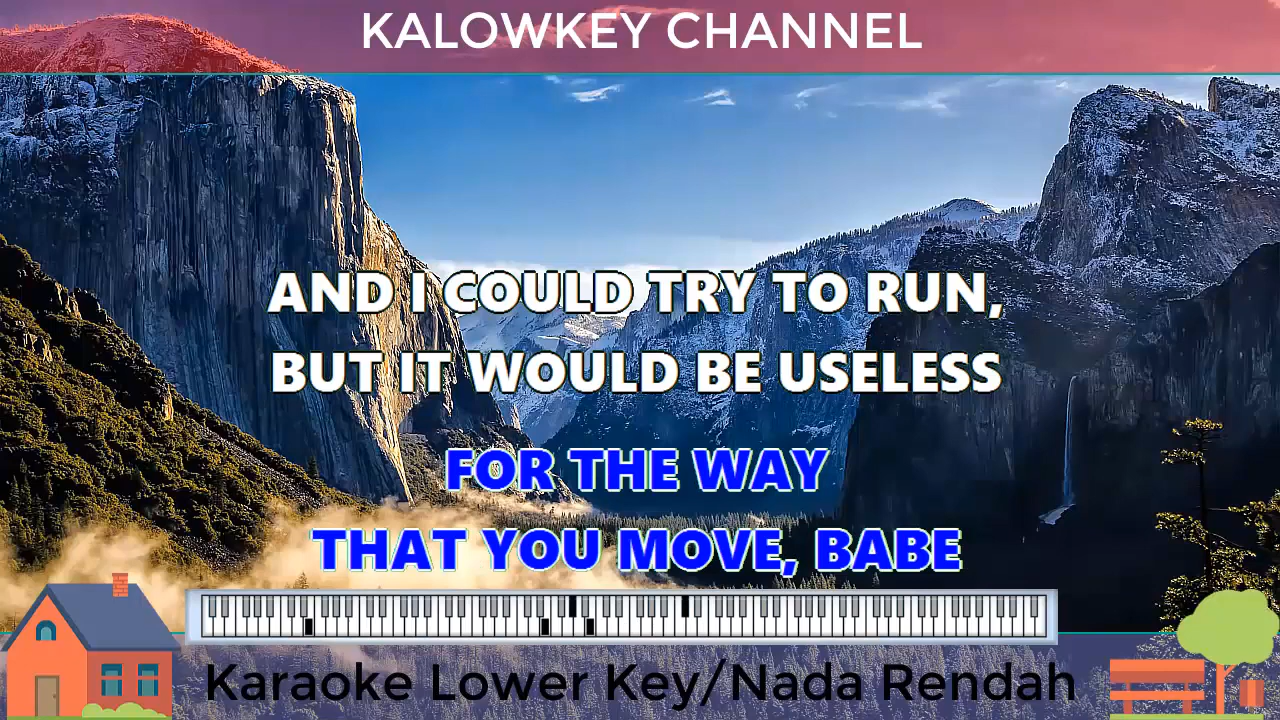 KALOWKEY CHANNEL
AND I COULD TRY TO RUN,
BUT IT WOULD BE USELESS
FOR THE WAY
THAT YOU MOVE, BABE
Karaoke Lower Key/Nada Rendah